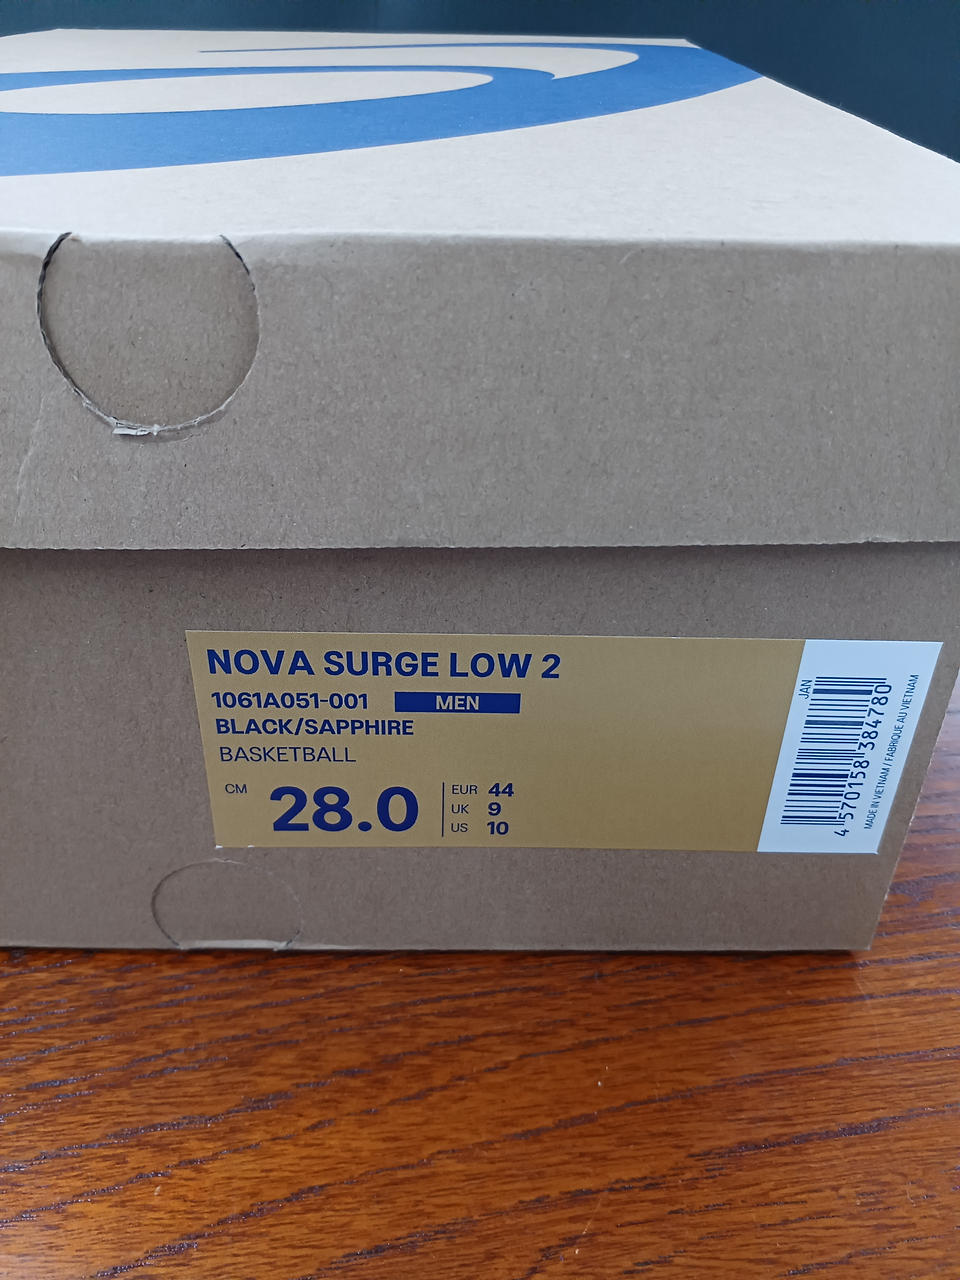 NOVA SURGE LOW 2
1061A051-001 MEN
BLACK/SAPPHIRE
BASKETBALL
CM 28.0
EUR 44
UK 9
US 10
JAN
4 570158 384780
MADE IN VIETNAM / FABRIQUE AU VIETNAM